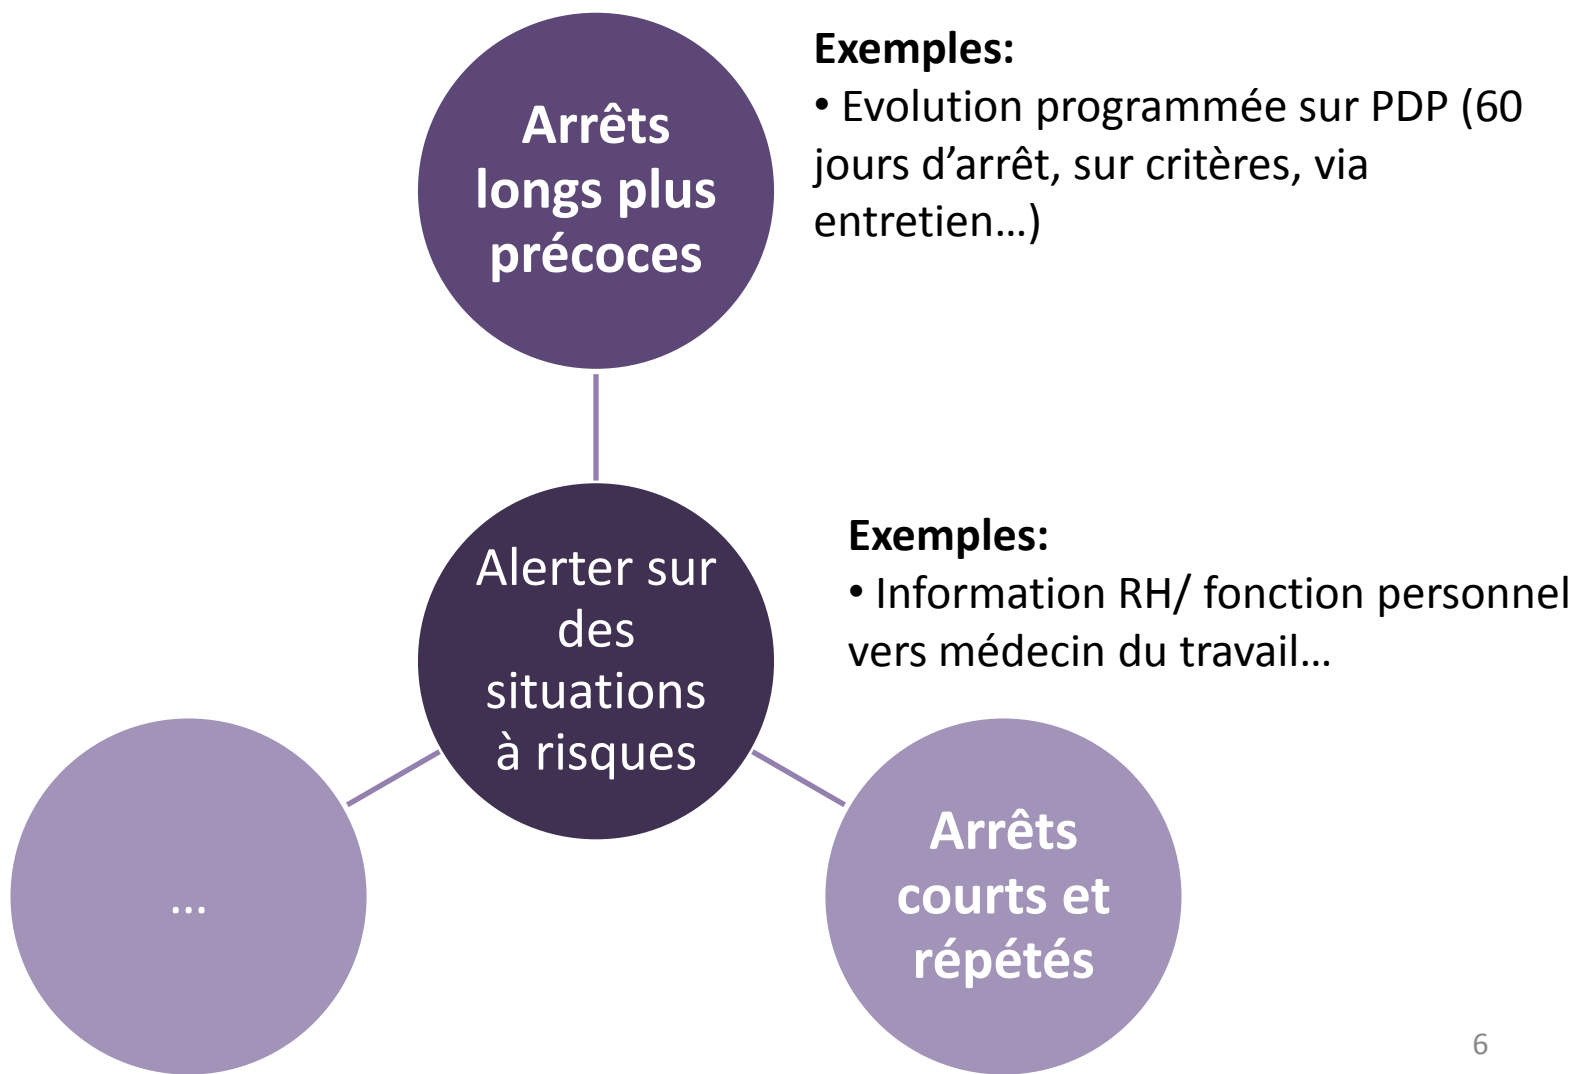 Arrêts
longs plus
précoces
Exemples:
• Evolution programmée sur PDP (60
jours d’arrêt, sur critères, via
entretien…)
Alerter sur
des
situations
à risques
Exemples:
• Information RH/ fonction personnel
vers médecin du travail…
…
Arrêts
courts et
répétés
6